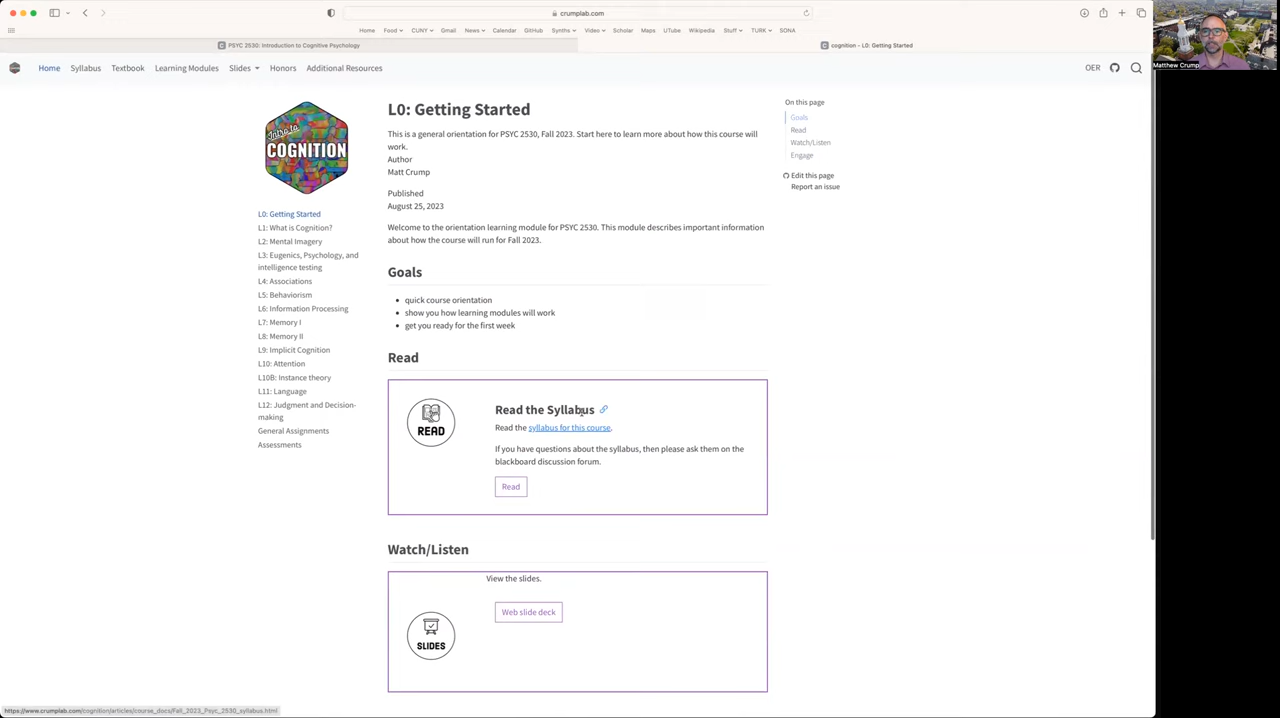 crumplab.com
Home Food CUNY Gmail News Calendar GitHub Synths Video Scholar Maps UTube Wikipedia Stuff TURK SONA
PSYC 2530: Introduction to Cognitive Psychology
cognition - L0: Getting Started
Matthew Crump
Home Syllabus Textbook Learning Modules Slides Honors Additional Resources OER
Intro to
COGNITION
L0: Getting Started
L1: What is Cognition?
L2: Mental Imagery
L3: Eugenics, Psychology, and
intelligence testing
L4: Associations
L5: Behaviorism
L6: Information Processing
L7: Memory I
L8: Memory II
L9: Implicit Cognition
L10: Attention
L10B: Instance theory
L11: Language
L12: Judgment and Decision-
making
General Assignments
Assessments
L0: Getting Started
This is a general orientation for PSYC 2530, Fall 2023. Start here to learn more about how this course will
work.
Author
Matt Crump
Published
August 25, 2023
Welcome to the orientation learning module for PSYC 2530. This module describes important information
about how the course will run for Fall 2023.
Goals
• quick course orientation
• show you how learning modules will work
• get you ready for the first week
Read
READ
Read the Syllabus
Read the syllabus for this course.
If you have questions about the syllabus, then please ask them on the
blackboard discussion forum.
Read
Watch/Listen
View the slides.
Web slide deck
SLIDES
On this page
Goals
Read
Watch/Listen
Engage
Edit this page
Report an issue
https://www.crumplab.com/cognition/articles/course_docs/Fall_2023_Psyc_2530_syllabus.html